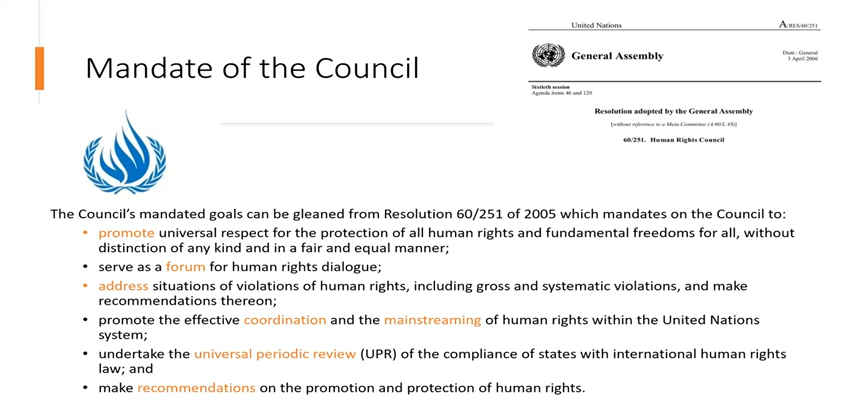 United Nations A/RES/60/251
General Assembly
Distr.: General
3 April 2006
Sixtieth session
Agenda items 46 and 120
Resolution adopted by the General Assembly
[without reference to a Main Committee (A/60/L.48)]
60/251. Human Rights Council
Mandate of the Council
The Council's mandated goals can be gleaned from Resolution 60/251 of 2005 which mandates on the Council to:
• promote universal respect for the protection of all human rights and fundamental freedoms for all, without
distinction of any kind and in a fair and equal manner;
• serve as a forum for human rights dialogue;
• address situations of violations of human rights, including gross and systematic violations, and make
recommendations thereon;
• promote the effective coordination and the mainstreaming of human rights within the United Nations
system;
• undertake the universal periodic review (UPR) of the compliance of states with international human rights
law; and
• make recommendations on the promotion and protection of human rights.